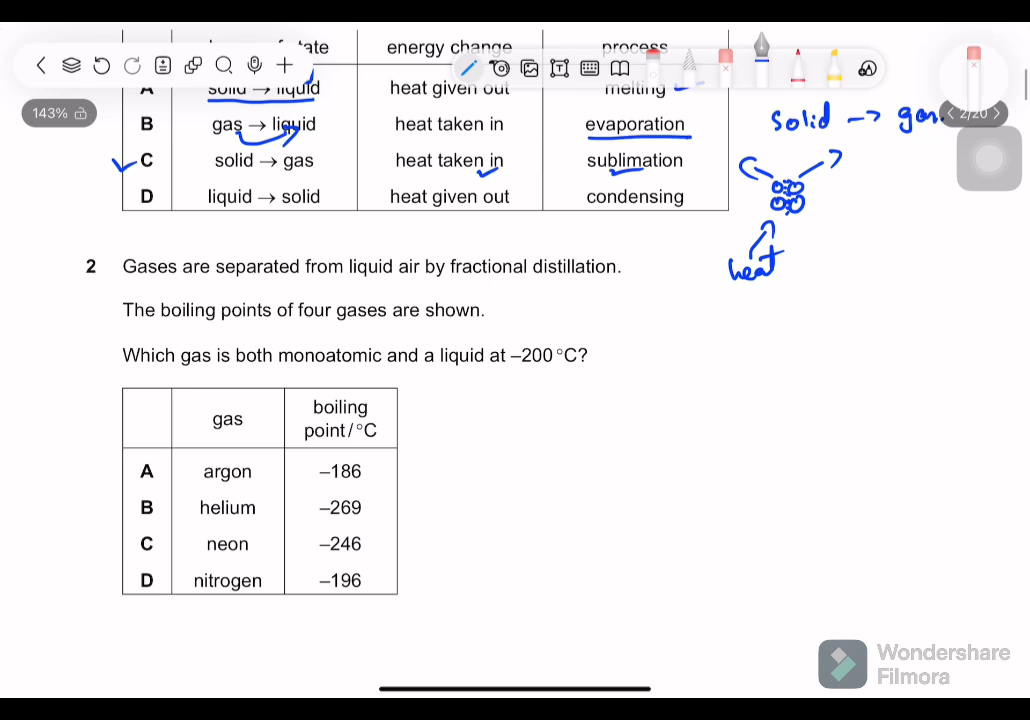 tate energy change process
143%
A solid → liquid heat given out melting
B gas → liquid heat taken in evaporation
C solid → gas heat taken in sublimation
D liquid → solid heat given out condensing
solid -> gas.
2/20
heat
2 Gases are separated from liquid air by fractional distillation.
The boiling points of four gases are shown.
Which gas is both monoatomic and a liquid at –200 °C?
gas boiling point / °C
A argon –186
B helium –269
C neon –246
D nitrogen –196
Wondershare
Filmora